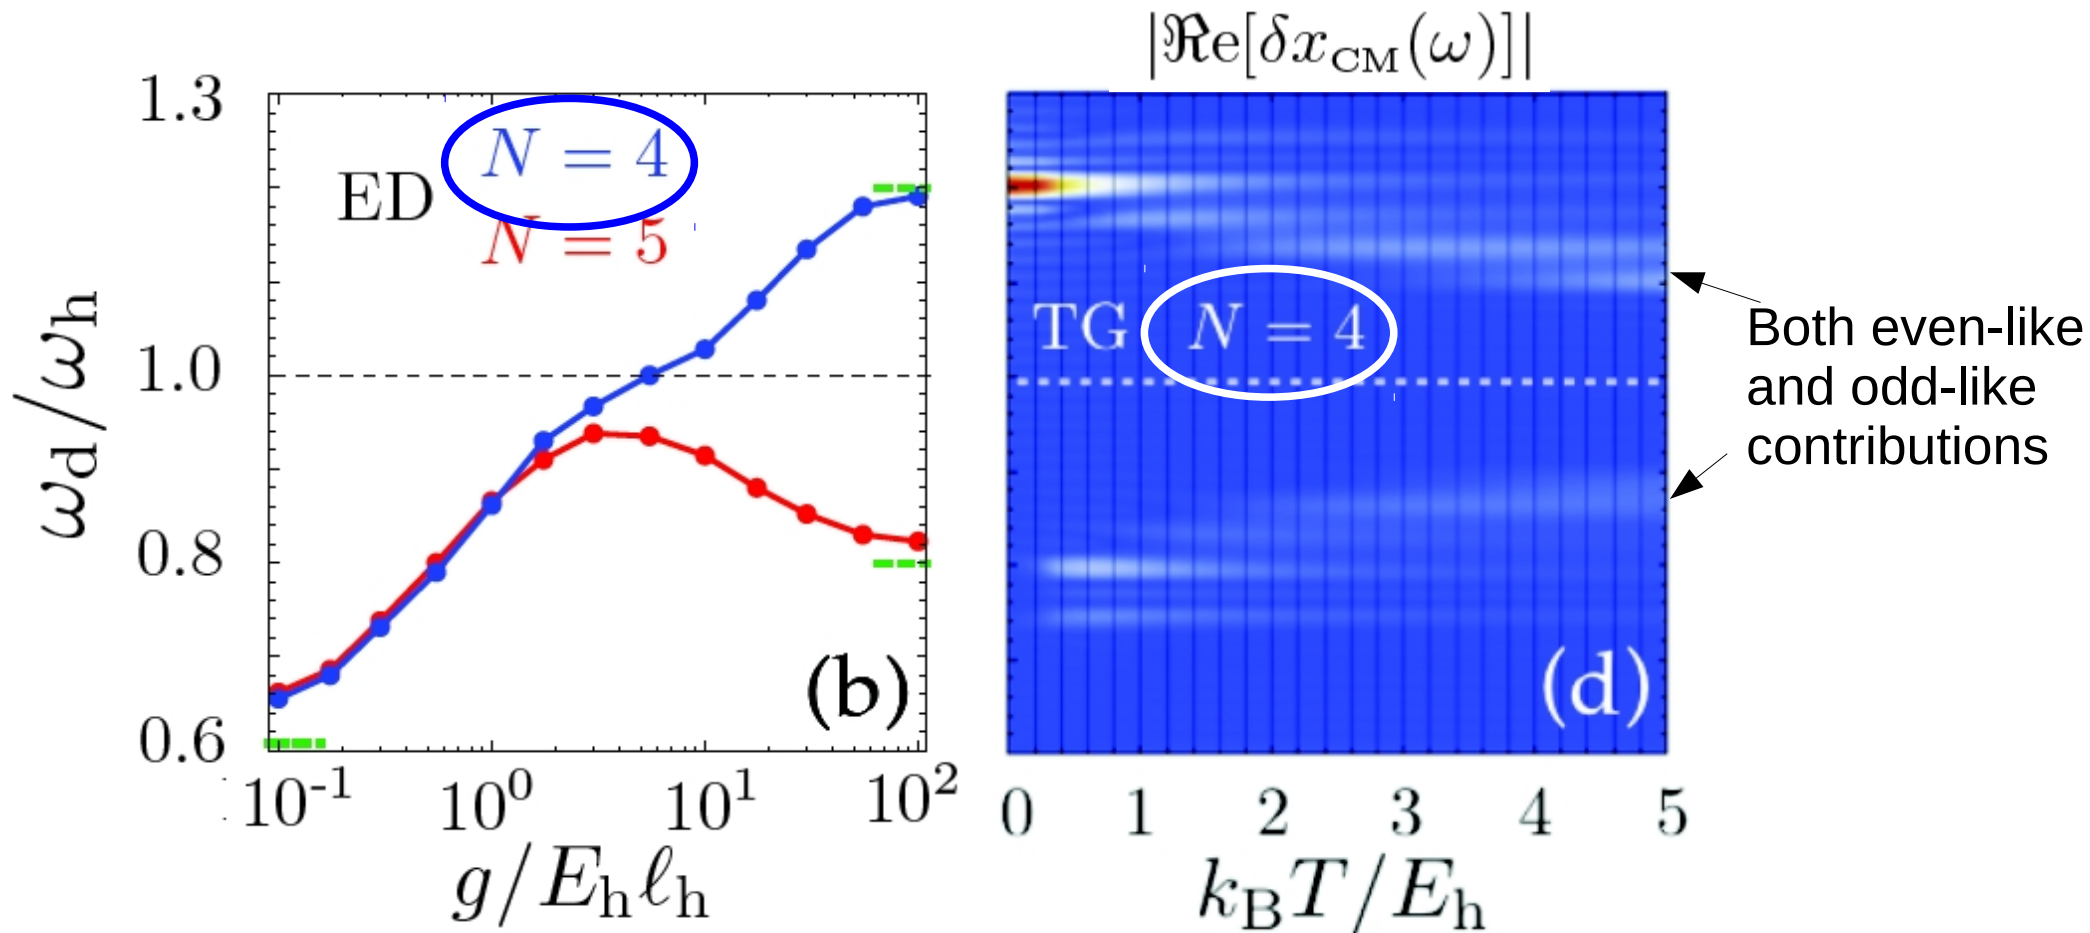 |ℜe[δx_CM(ω)]|
1.3
1.0
0.8
0.6
ω_d/ω_h
ED
N = 4
N = 5
(b)
10^-1 10^0 10^1 10^2
g/E_hℓ_h
TG N = 4
(d)
0 1 2 3 4 5
k_BT/E_h
Both even-like
and odd-like
contributions